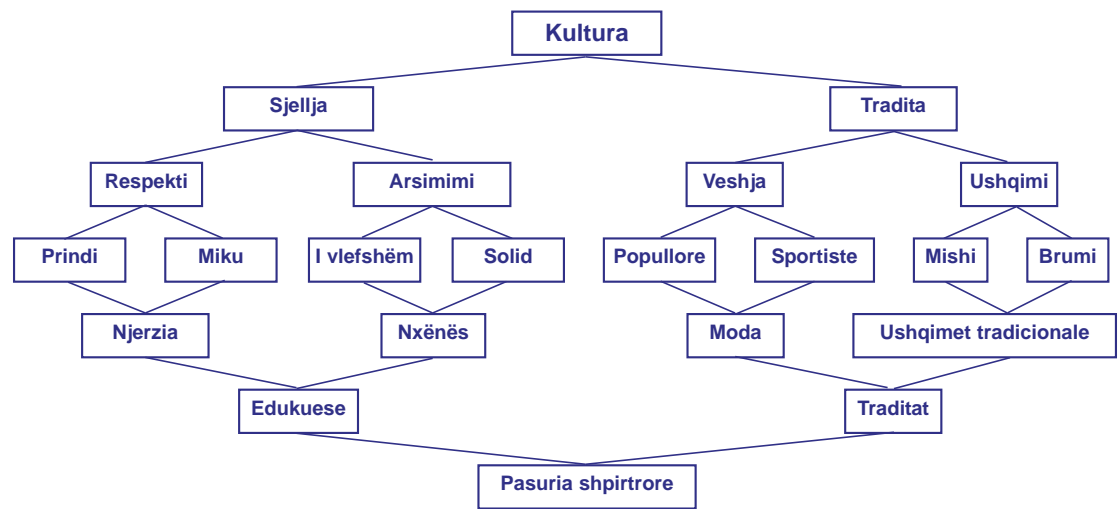 Kultura
Sjellja
Tradita
Respekti
Arsimimi
Veshja
Ushqimi
Prindi
Miku
I vlefshëm
Solid
Popullore
Sportiste
Mishi
Brumi
Njerzia
Nxënës
Moda
Ushqimet tradicionale
Edukuese
Traditat
Pasuria shpirtrore